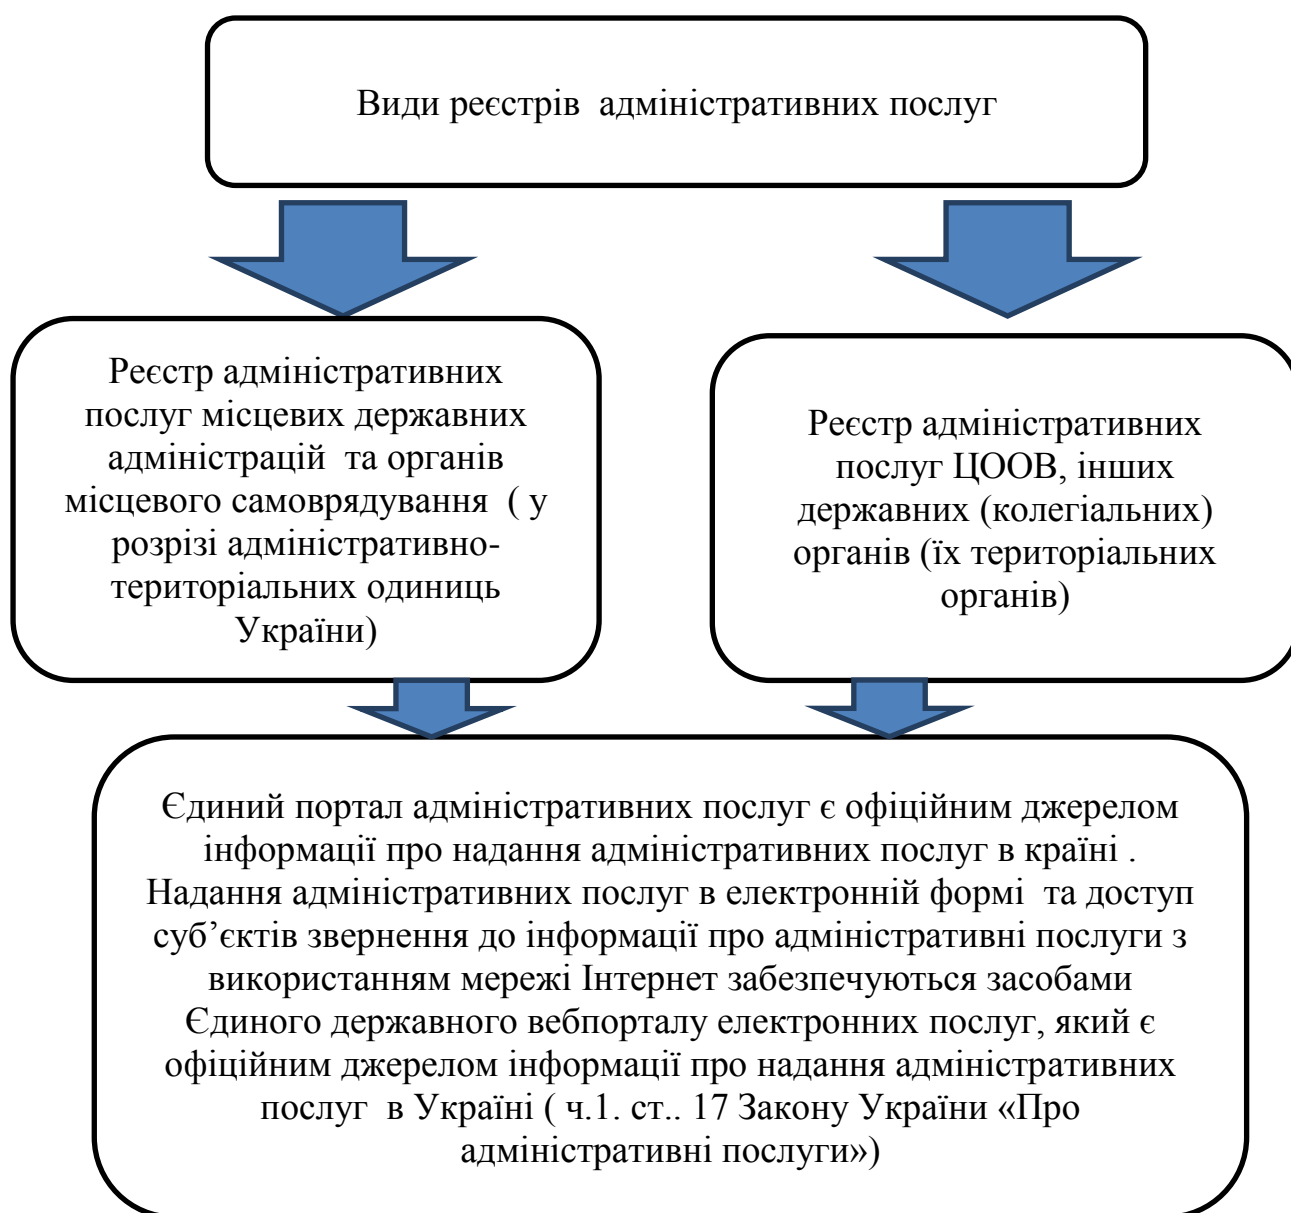 Види реєстрів  адміністративних послуг
Реєстр адміністративних
послуг місцевих державних
адміністрацій  та органів
місцевого самоврядування  ( у
розрізі адміністративно-
територіальних одиниць
України)
Реєстр адміністративних
послуг ЦООВ, інших
державних (колегіальних)
органів (їх територіальних
органів)
Єдиний портал адміністративних послуг є офіційним джерелом
інформації про надання адміністративних послуг в країні .
Надання адміністративних послуг в електронній формі  та доступ
суб’єктів звернення до інформації про адміністративні послуги з
використанням мережі Інтернет забезпечуються засобами
Єдиного державного вебпорталу електронних послуг, який є
офіційним джерелом інформації про надання адміністративних
послуг  в Україні ( ч.1. ст.. 17 Закону України «Про
адміністративні послуги»)